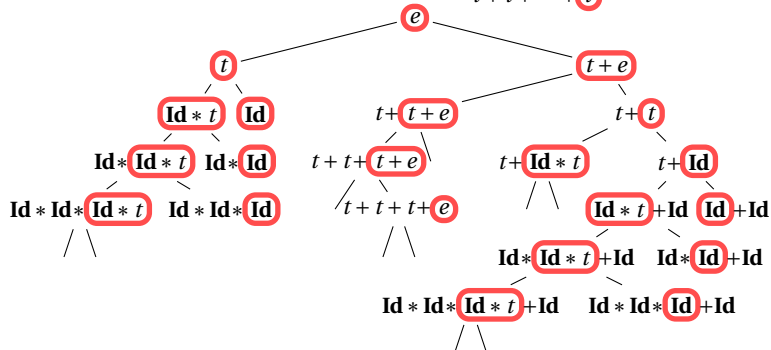 e
t t + e
Id ∗ t Id t+ t + e t+ t
Id∗ Id ∗ t Id∗ Id t + t+ t + e t+ Id ∗ t t+ Id
Id ∗ Id∗ Id ∗ t Id ∗ Id∗ Id t + t + t+ e Id ∗ t +Id Id +Id
Id∗ Id ∗ t +Id Id∗ Id +Id
Id ∗ Id∗ Id ∗ t +Id Id ∗ Id∗ Id +Id